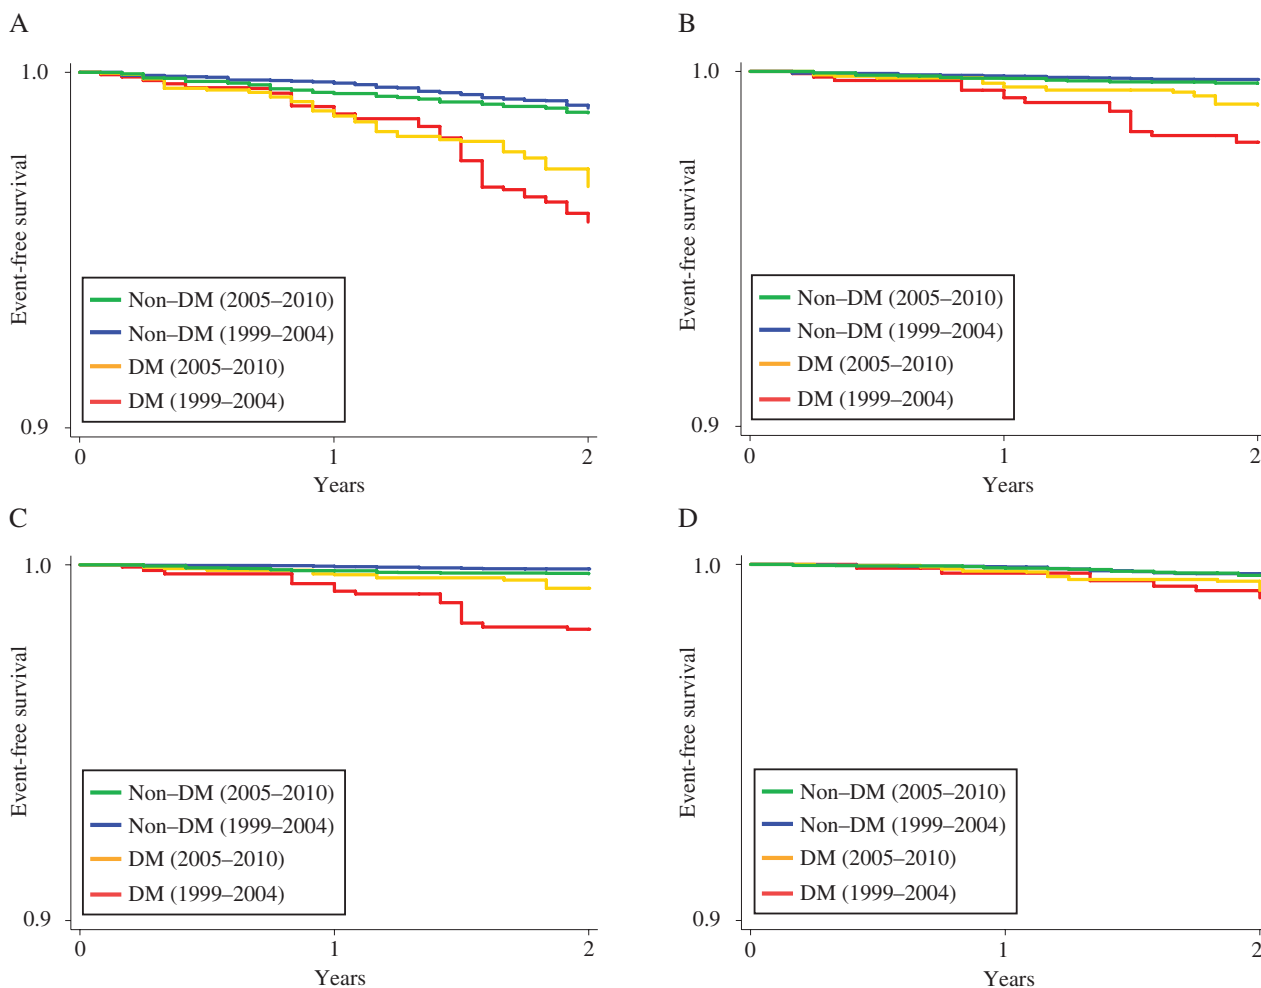 A
1.0
Event-free survival
Non–DM (2005–2010)
Non–DM (1999–2004)
DM (2005–2010)
DM (1999–2004)
0.9
0
1
2
Years
B
1.0
Event-free survival
Non–DM (2005–2010)
Non–DM (1999–2004)
DM (2005–2010)
DM (1999–2004)
0.9
0
1
2
Years
C
1.0
Event-free survival
Non–DM (2005–2010)
Non–DM (1999–2004)
DM (2005–2010)
DM (1999–2004)
0.9
0
1
2
Years
D
1.0
Event-free survival
Non–DM (2005–2010)
Non–DM (1999–2004)
DM (2005–2010)
DM (1999–2004)
0.9
0
1
2
Years